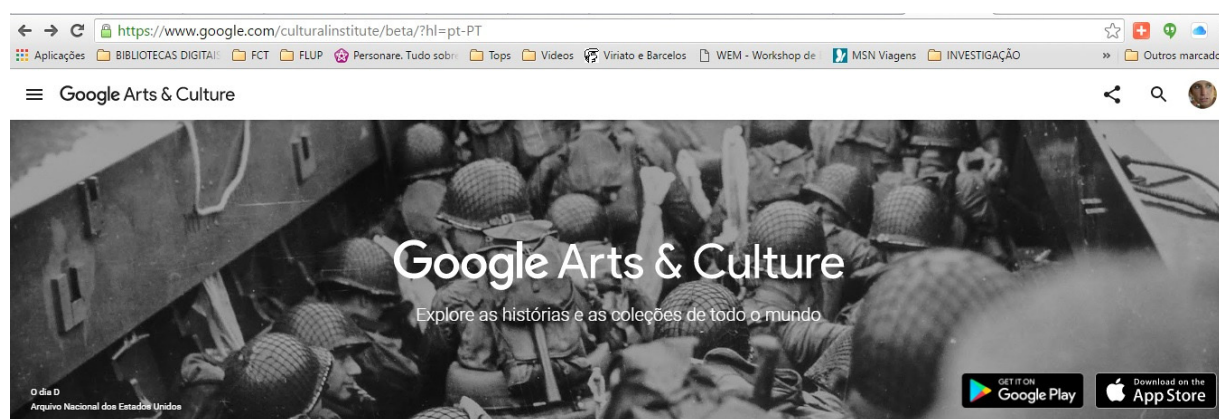 https://www.google.com/culturalinstitute/beta/?hl=pt-PT
Aplicações BIBLIOTECAS DIGITAIS FCT FLUP Personare. Tudo sobre Tops Videos Viriato e Barcelos WEM - Workshop de MSN Viagens INVESTIGAÇÃO » Outros marcado
Google Arts & Culture
Google Arts & Culture
Explore as histórias e as coleções de todo o mundo
O dia D
Arquivo Nacional dos Estados Unidos
GET IT ON
Google Play
Download on the
App Store